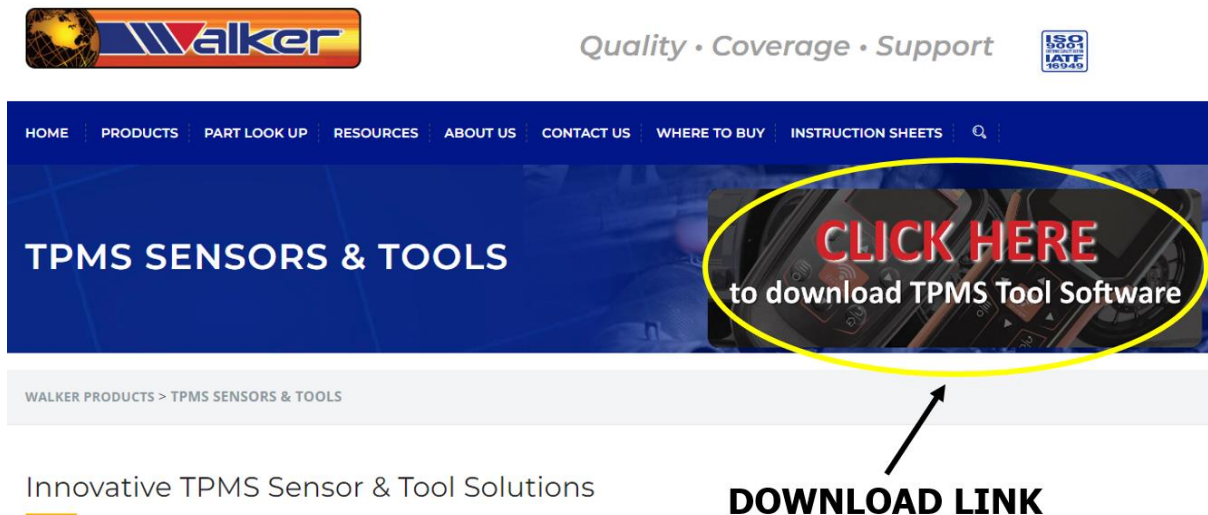 Walker
Quality • Coverage • Support
ISO
9001
IATF
16949
HOME PRODUCTS PART LOOK UP RESOURCES ABOUT US CONTACT US WHERE TO BUY INSTRUCTION SHEETS
TPMS SENSORS & TOOLS
CLICK HERE
to download TPMS Tool Software
WALKER PRODUCTS > TPMS SENSORS & TOOLS
Innovative TPMS Sensor & Tool Solutions
DOWNLOAD LINK